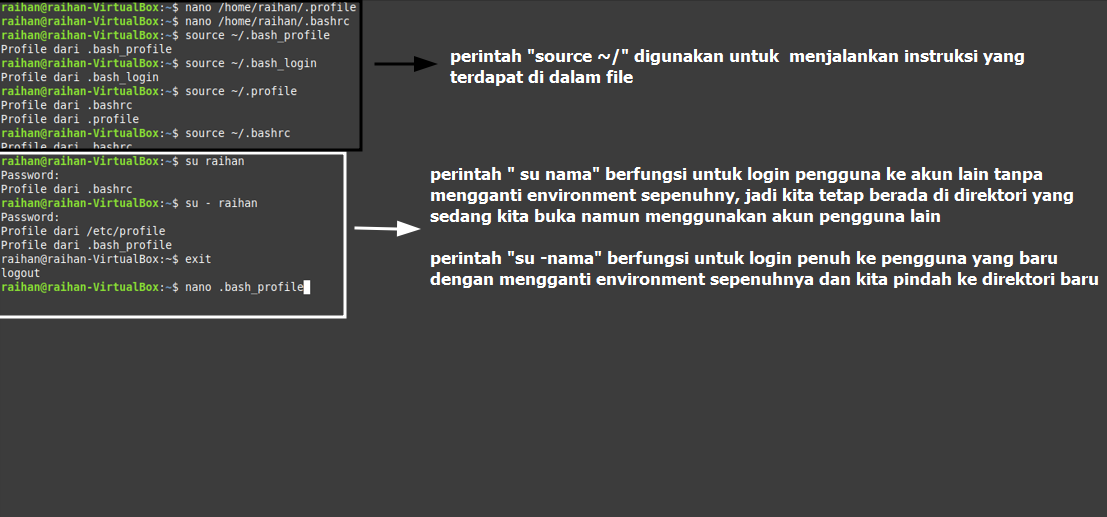 raihan@raihan-VirtualBox:~$ nano /home/raihan/.profile
raihan@raihan-VirtualBox:~$ nano /home/raihan/.bashrc
raihan@raihan-VirtualBox:~$ source ~/.bash_profile
Profile dari .bash_profile
raihan@raihan-VirtualBox:~$ source ~/.bash_login
Profile dari .bash_login
raihan@raihan-VirtualBox:~$ source ~/.profile
Profile dari .bashrc
Profile dari .profile
raihan@raihan-VirtualBox:~$ source ~/.bashrc
Profile dari .bashrc
perintah "source ~/" digunakan untuk menjalankan instruksi yang
terdapat di dalam file
raihan@raihan-VirtualBox:~$ su raihan
Password:
Profile dari .bashrc
raihan@raihan-VirtualBox:~$ su - raihan
Password:
Profile dari /etc/profile
Profile dari .bash_profile
raihan@raihan-VirtualBox:~$ exit
logout
raihan@raihan-VirtualBox:~$ nano .bash_profile
perintah " su nama" berfungsi untuk login pengguna ke akun lain tanpa
mengganti environment sepenuhny, jadi kita tetap berada di direktori yang
sedang kita buka namun menggunakan akun pengguna lain
perintah "su -nama" berfungsi untuk login penuh ke pengguna yang baru
dengan mengganti environment sepenuhnya dan kita pindah ke direktori baru